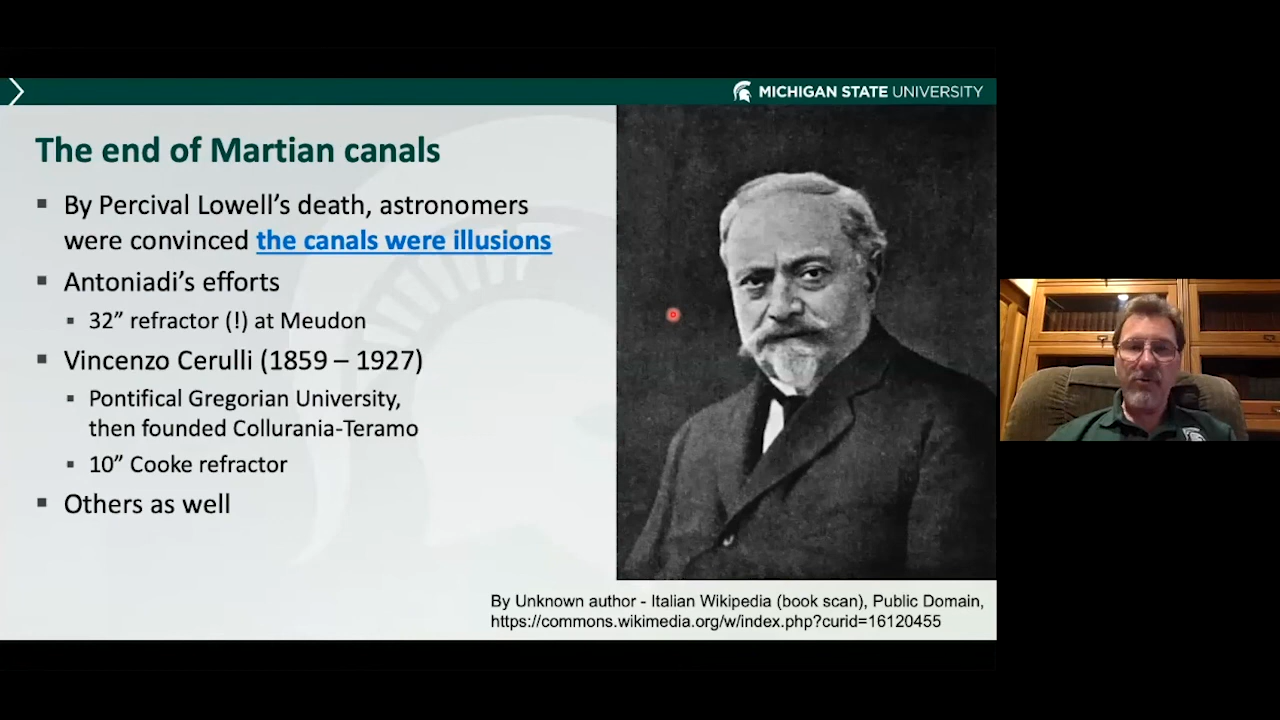 MICHIGAN STATE UNIVERSITY
The end of Martian canals
By Percival Lowell’s death, astronomers
were convinced the canals were illusions
Antoniadi’s efforts
32” refractor (!) at Meudon
Vincenzo Cerulli (1859 – 1927)
Pontifical Gregorian University,
then founded Collurania-Teramo
10” Cooke refractor
Others as well
By Unknown author - Italian Wikipedia (book scan), Public Domain,
https://commons.wikimedia.org/w/index.php?curid=16120455